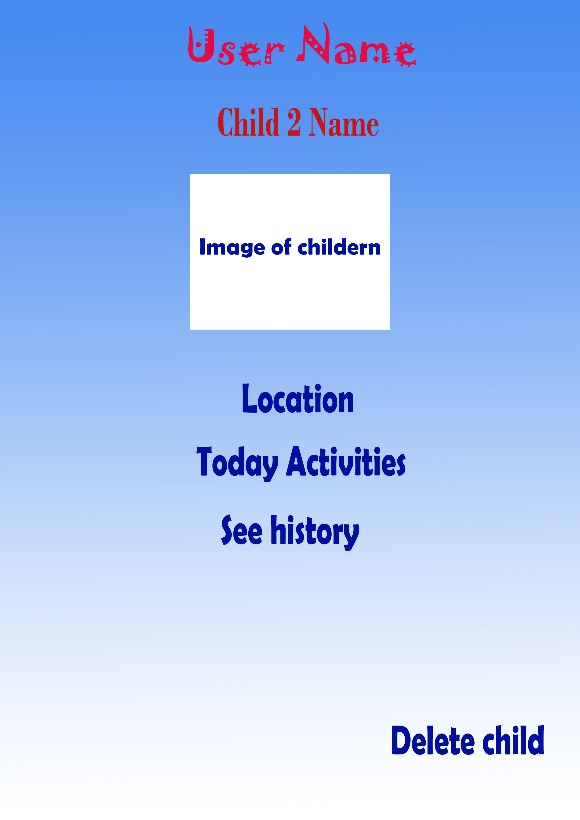 User Name
Child 2 Name
Image of childern
Location
Today Activities
See history
Delete child